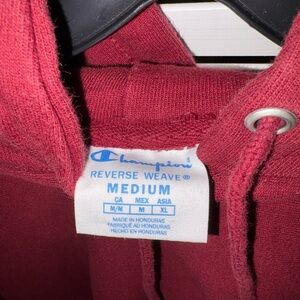 Champion
REVERSE WEAVE®
MEDIUM
CA MEX ASIA
M/M M XL
MADE IN HONDURAS
FABRIQUÉ AU HONDURAS
HECHO EN HONDURAS